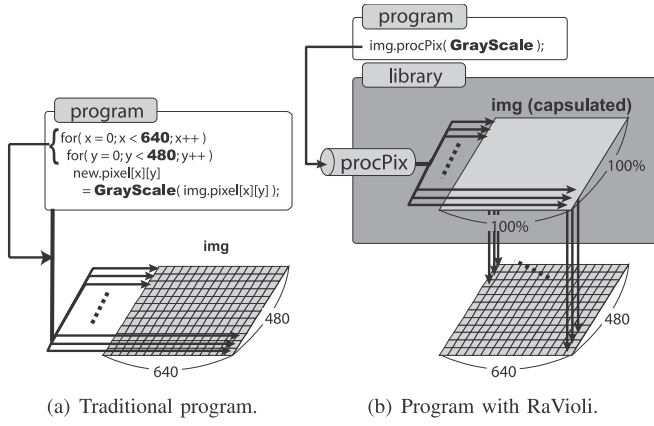 program
for( x = 0; x < 640; x++ )
for( y = 0; y < 480; y++ )
new.pixel[x][y]
= GrayScale( img.pixel[x][y] );
img
480
640
(a) Traditional program.
program
img.procPix( GrayScale );
library
img (capsulated)
procPix
100%
100%
480
640
(b) Program with RaVioli.